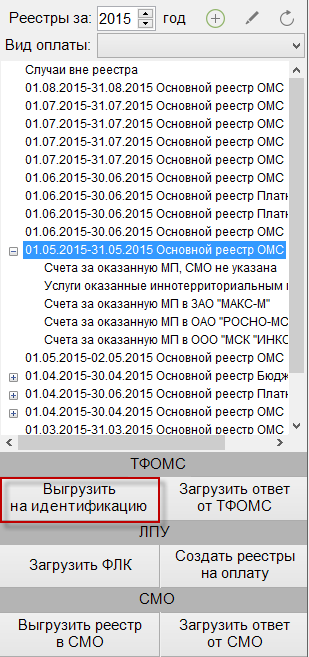 Реестры за: 2015 год
Вид оплаты:
Случаи вне реестра
01.08.2015-31.08.2015 Основной реестр ОМС
01.07.2015-31.07.2015 Основной реестр ОМС
01.07.2015-31.07.2015 Основной реестр ОМС
01.07.2015-31.07.2015 Основной реестр ОМС
01.07.2015-31.07.2015 Основной реестр ОМС
01.06.2015-30.06.2015 Основной реестр ОМС
01.06.2015-30.06.2015 Основной реестр Платн
01.06.2015-30.06.2015 Основной реестр ОМС
01.06.2015-30.06.2015 Основной реестр ОМС
01.05.2015-31.05.2015 Основной реестр ОМС
Счета за оказанную МП, СМО не указана
Услуги оказанные иннотерриториальным
Счета за оказанную МП в ЗАО "МАКС-М"
Счета за оказанную МП в ОАО "РОСНО-МС
Счета за оказанную МП в ООО "МСК "ИНКО
01.05.2015-02.05.2015 Основной реестр ОМС
01.04.2015-30.04.2015 Основной реестр Бюдж
01.04.2015-30.06.2015 Основной реестр Платн
01.04.2015-30.04.2015 Основной реестр ОМС
01.03.2015-31.03.2015 Основной реестр ОМС
ТФОМС
Выгрузить на идентификацию
Загрузить ответ от ТФОМС
ЛПУ
Загрузить ФЛК
Создать реестры на оплату
СМО
Выгрузить реестр в СМО
Загрузить ответ от СМО